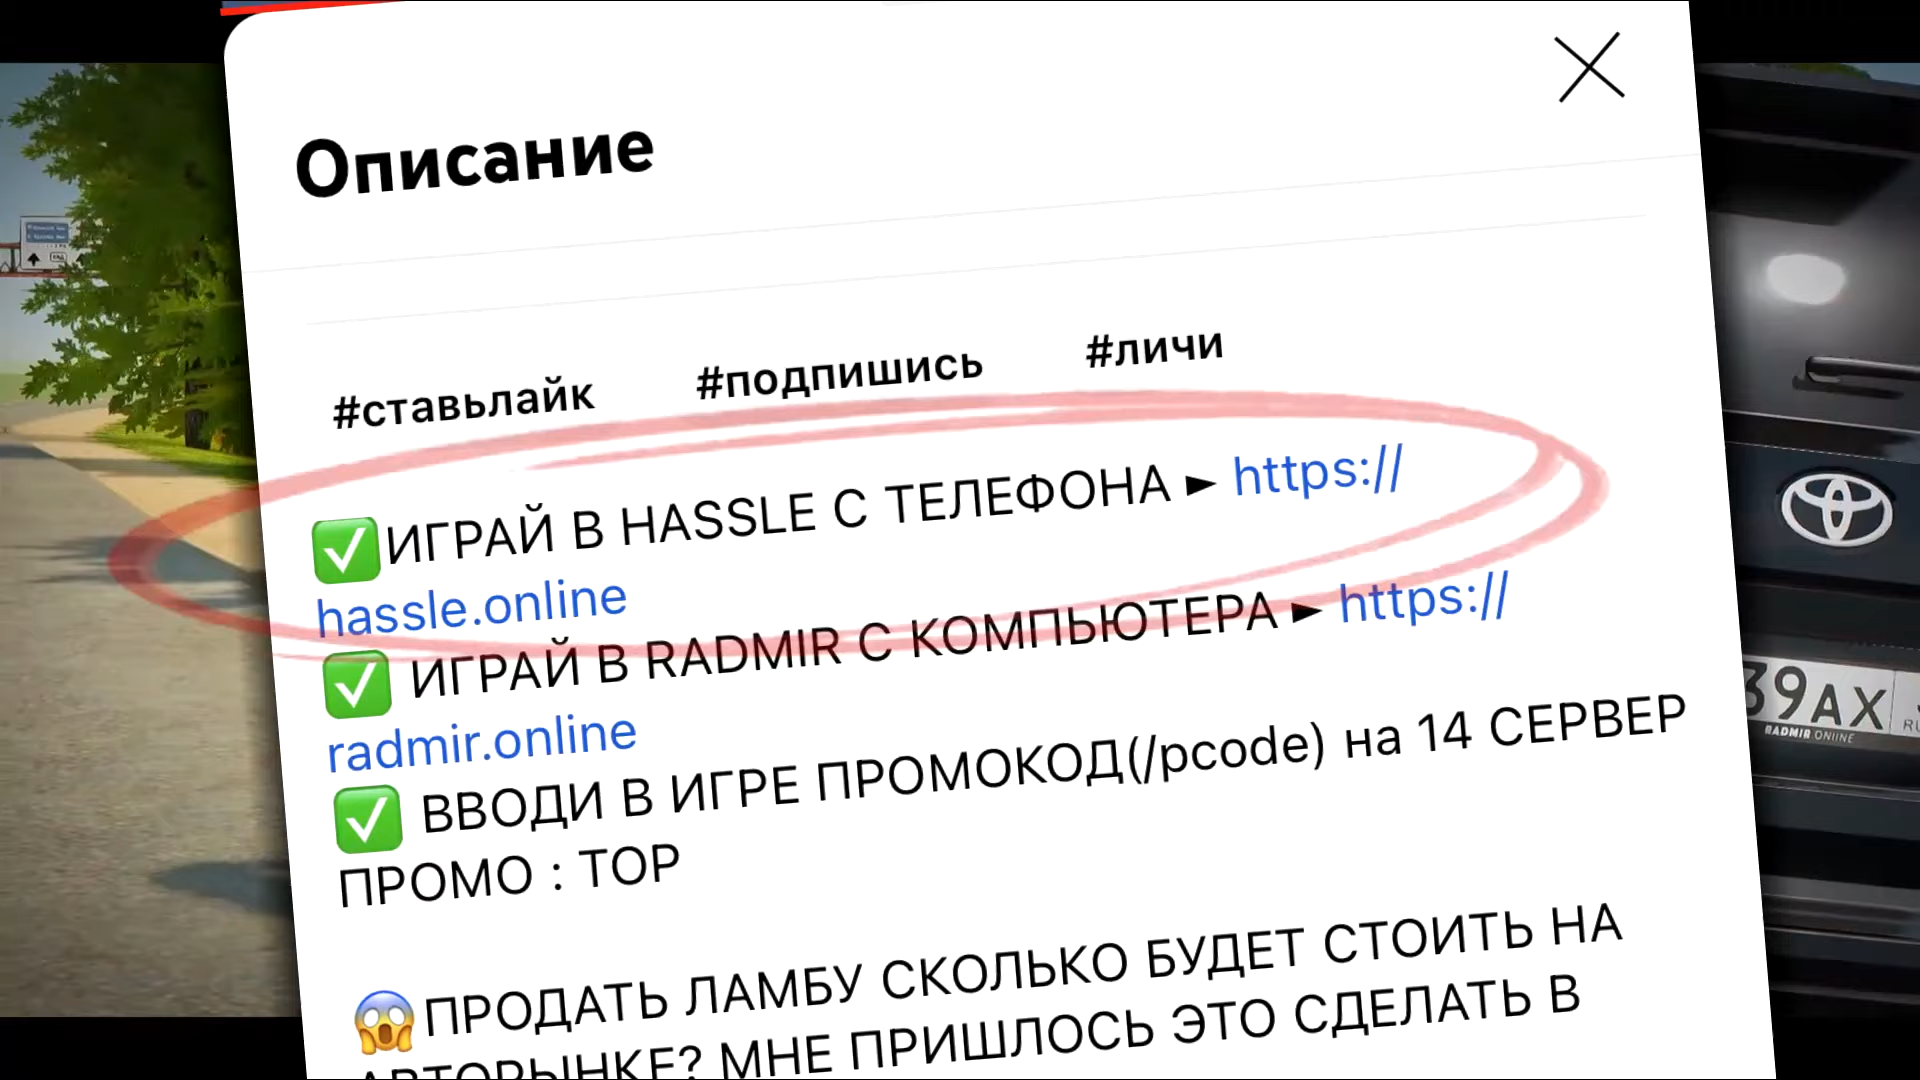 Описание
#ставьлайк #подпишись #личи
✅ИГРАЙ В HASSLE С ТЕЛЕФОНА ► https://
hassle.online
✅ ИГРАЙ В RADMIR С КОМПЬЮТЕРА ► https://
radmir.online
✅ ВВОДИ В ИГРЕ ПРОМОКОД(/pcode) на 14 СЕРВЕР
ПРОМО : TOP
😱ПРОДАТЬ ЛАМБУ СКОЛЬКО БУДЕТ СТОИТЬ НА
АВТОРЫНКЕ? МНЕ ПРИШЛОСЬ ЭТО СДЕЛАТЬ В
39AX
RADMIR ONLINE